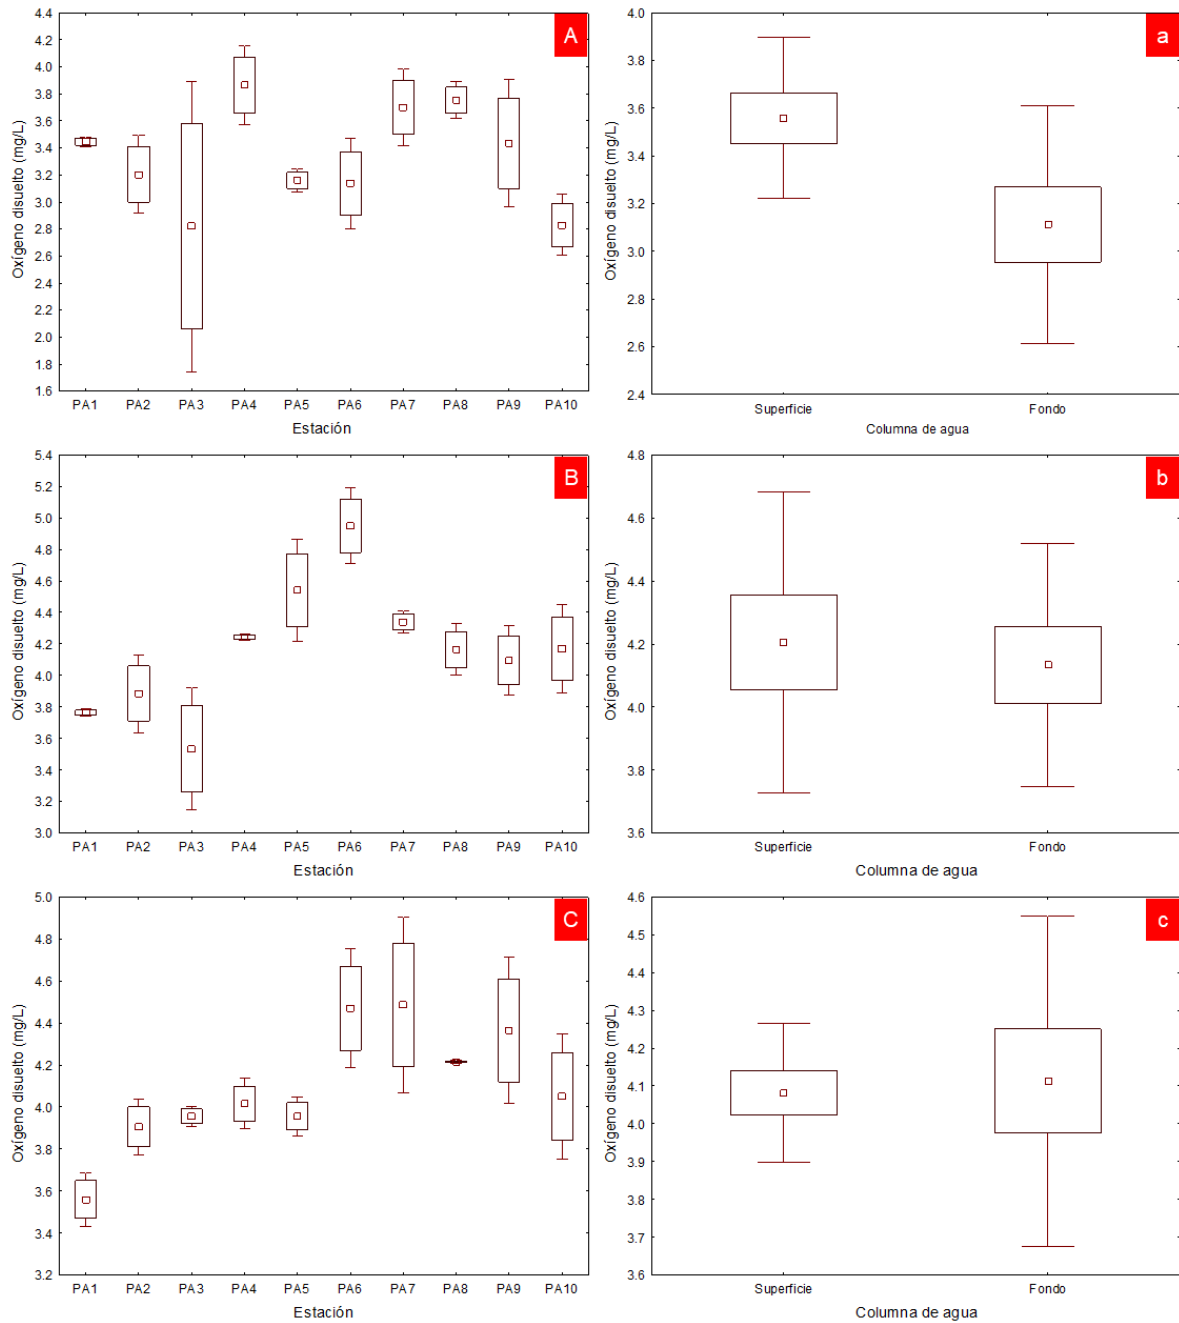 A
Oxígeno disuelto (mg/L)
4.4
4.2
4.0
3.8
3.6
3.4
3.2
3.0
2.8
2.6
2.4
2.2
2.0
1.8
1.6
PA1 PA2 PA3 PA4 PA5 PA6 PA7 PA8 PA9 PA10
Estación
a
Oxígeno disuelto (mg/L)
4.0
3.8
3.6
3.4
3.2
3.0
2.8
2.6
2.4
Superficie Fondo
Columna de agua
B
Oxígeno disuelto (mg/L)
5.4
5.2
5.0
4.8
4.6
4.4
4.2
4.0
3.8
3.6
3.4
3.2
3.0
PA1 PA2 PA3 PA4 PA5 PA6 PA7 PA8 PA9 PA10
Estación
b
Oxígeno disuelto (mg/L)
4.8
4.6
4.4
4.2
4.0
3.8
3.6
Superficie Fondo
Columna de agua
C
Oxígeno disuelto (mg/L)
5.0
4.8
4.6
4.4
4.2
4.0
3.8
3.6
3.4
3.2
PA1 PA2 PA3 PA4 PA5 PA6 PA7 PA8 PA9 PA10
Estación
c
Oxígeno disuelto (mg/L)
4.6
4.5
4.4
4.3
4.2
4.1
4.0
3.9
3.8
3.7
3.6
Superficie Fondo
Columna de agua